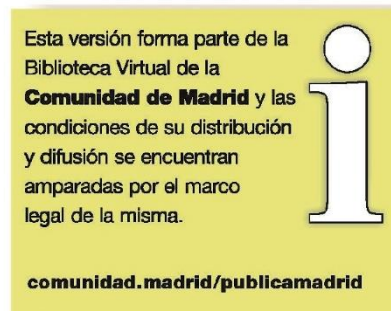 Esta versión forma parte de la
Biblioteca Virtual de la
Comunidad de Madrid y las
condiciones de su distribución
y difusión se encuentran
amparadas por el marco
legal de la misma.
comunidad.madrid/publicamadrid